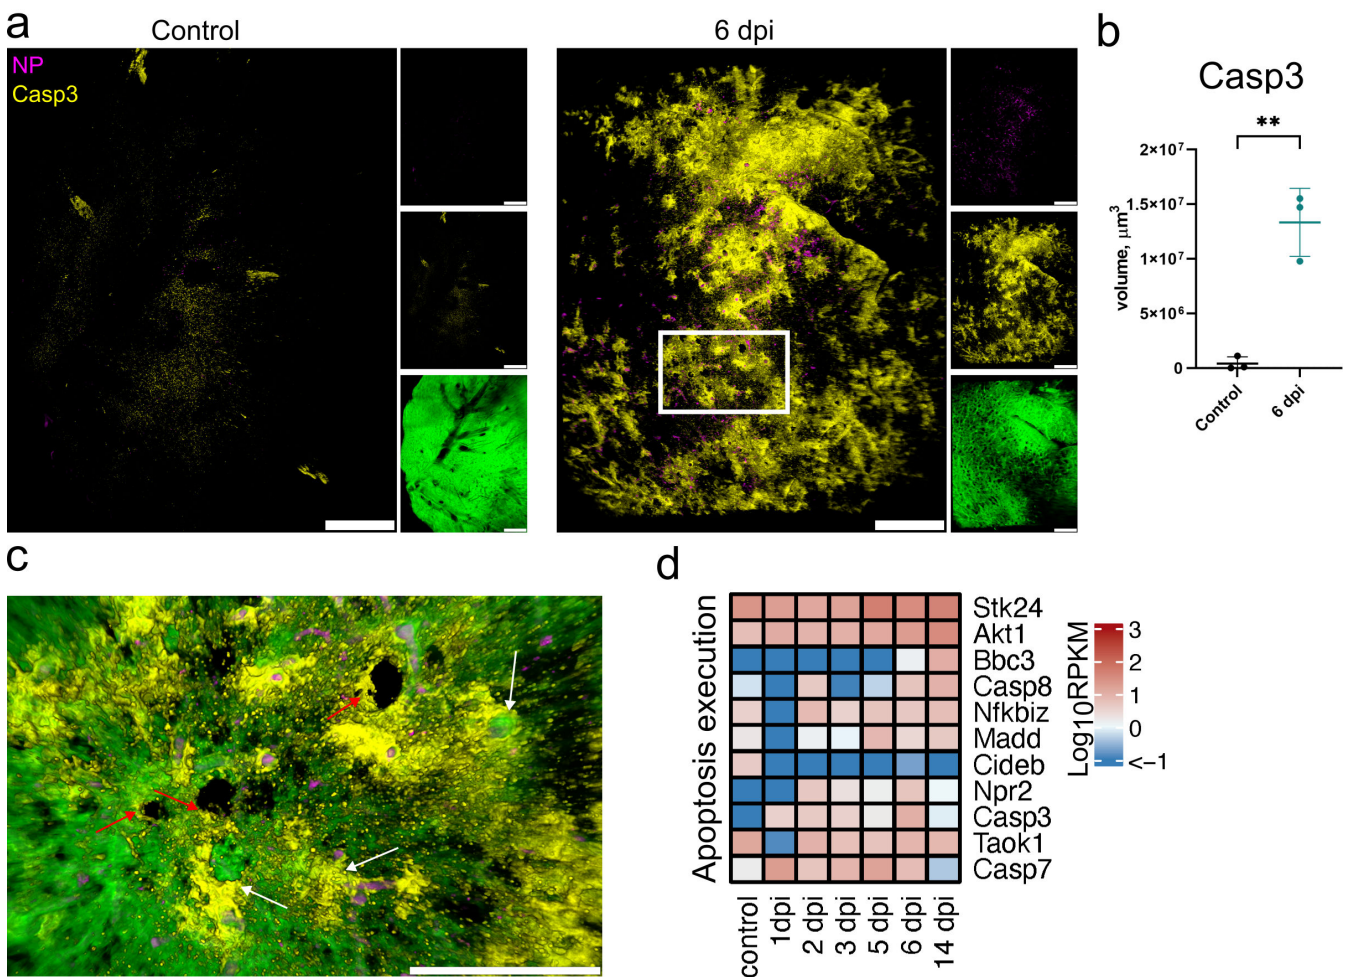 a
Control
6 dpi
NP
Casp3
b
Casp3
**
2×10⁷
1.5×10⁷
1×10⁷
5×10⁶
0
volume, μm³
Control
6 dpi
c
d
Apoptosis execution
Stk24
Akt1
Bbc3
Casp8
Nfkbiz
Madd
Cideb
Npr2
Casp3
Taok1
Casp7
control
1dpi
2 dpi
3 dpi
5 dpi
6 dpi
14 dpi
Log10RPKM
3
2
1
0
<−1